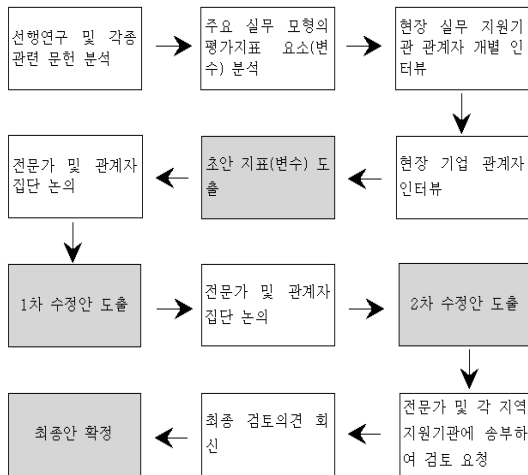 선행연구 및 각종
관련 문헌 분석
주요 실무 모형의
평가지표 요소(변
수) 분석
현장 실무 지원기
관 관계자 개별 인
터뷰
현장 기업 관계자
인터뷰
초안 지표(변수) 도
출
전문가 및 관계자
집단 논의
1차 수정안 도출
전문가 및 관계자
집단 논의
2차 수정안 도출
전문가 및 각 지역
지원기관에 송부하
여 검토 요청
최종 검토의견 회
신
최종안 확정